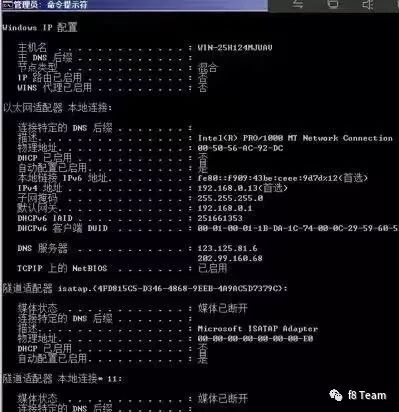 管理员: 命令提示符
Windows IP 配置
主机名 . . . . . . . . . . . . . : WIN-25H124MJUAV
主 DNS 后缀 . . . . . . . . . . . :
节点类型 . . . . . . . . . . . . : 混合
IP 路由已启用 . . . . . . . . . . : 否
WINS 代理已启用 . . . . . . . . . : 否
以太网适配器 本地连接:
连接特定的 DNS 后缀 . . . . . . . :
描述. . . . . . . . . . . . . . . : Intel(R) PRO/1000 MT Network Connection
物理地址. . . . . . . . . . . . . : 00-50-56-AC-92-DC
DHCP 已启用 . . . . . . . . . . . : 否
自动配置已启用. . . . . . . . . . : 是
本地链接 IPv6 地址. . . . . . . . : fe80::f909:43be:ceee:9d7d%12(首选)
IPv4 地址 . . . . . . . . . . . . : 192.168.0.13(首选)
子网掩码 . . . . . . . . . . . . : 255.255.255.0
默认网关. . . . . . . . . . . . . : 192.168.0.1
DHCPv6 IAID . . . . . . . . . . . : 251661353
DHCPv6 客户端 DUID . . . . . . . : 00-01-00-01-1B-DA-1C-74-00-0C-29-59-60-5
DNS 服务器 . . . . . . . . . . . : 123.125.81.6
202.99.160.68
TCPIP 上的 NetBIOS . . . . . . . : 已启用
隧道适配器 isatap.{4FD815C5-D346-4868-9EEB-4A9AC5D7379C}:
媒体状态 . . . . . . . . . . . . : 媒体已断开
连接特定的 DNS 后缀 . . . . . . . :
描述. . . . . . . . . . . . . . . : Microsoft ISATAP Adapter
物理地址. . . . . . . . . . . . . : 00-00-00-00-00-00-00-E0
DHCP 已启用 . . . . . . . . . . . : 否
自动配置已启用. . . . . . . . . . : 是
隧道适配器 本地连接* 11:
媒体状态 . . . . . . . . . . . . : 媒体已断开
连接特定的 DNS 后缀 . . . . . . . :
f8 Team